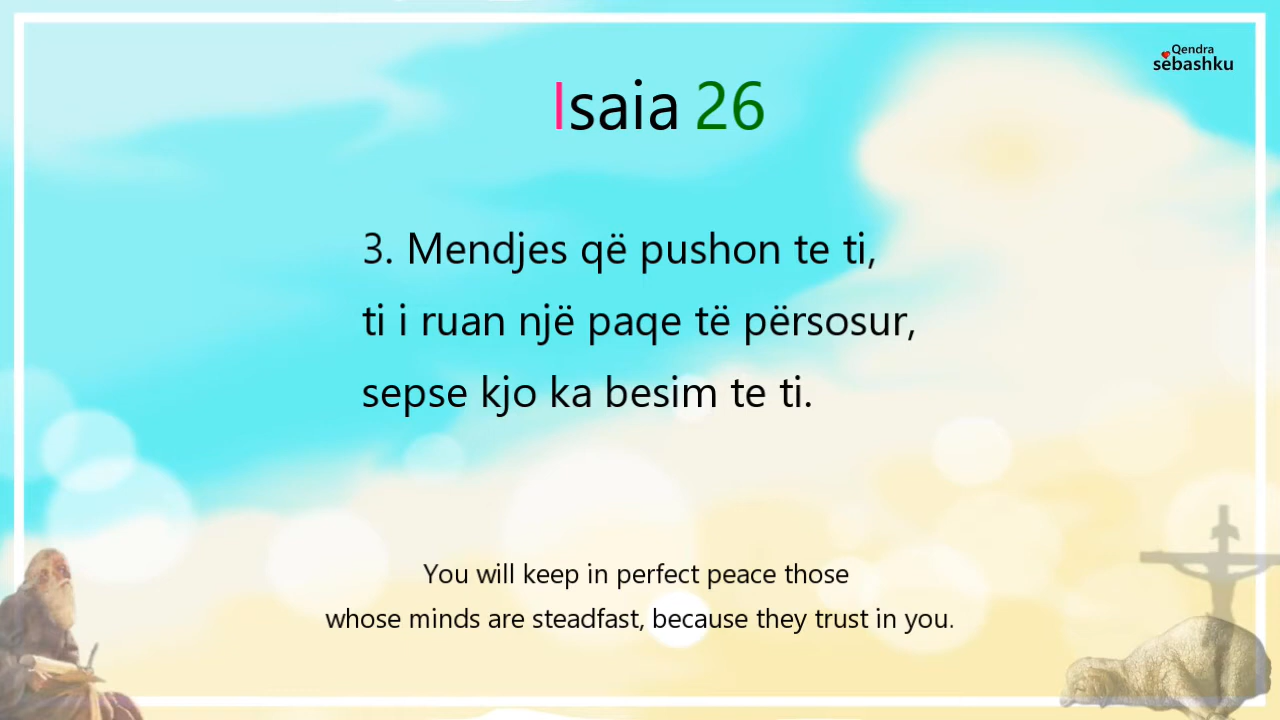 Qendra
sëbashku
Isaia 26
3. Mendjes që pushon te ti,
ti i ruan një paqe të përsosur,
sepse kjo ka besim te ti.
You will keep in perfect peace those
whose minds are steadfast, because they trust in you.